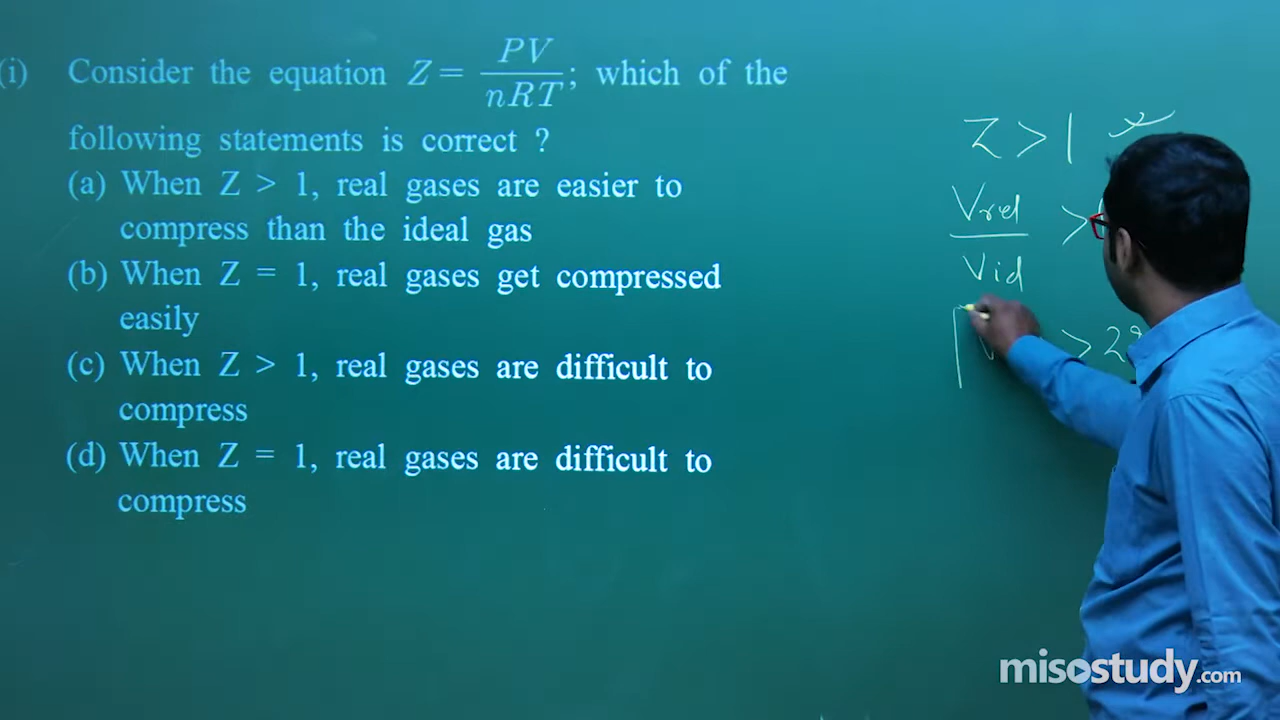 (i) Consider the equation Z = PV/nRT; which of the
following statements is correct ?
(a) When Z > 1, real gases are easier to
compress than the ideal gas
(b) When Z = 1, real gases get compressed
easily
(c) When Z > 1, real gases are difficult to
compress
(d) When Z = 1, real gases are difficult to
compress
Z > 1
Vrel
>
Vid
> 22
misostudy.com